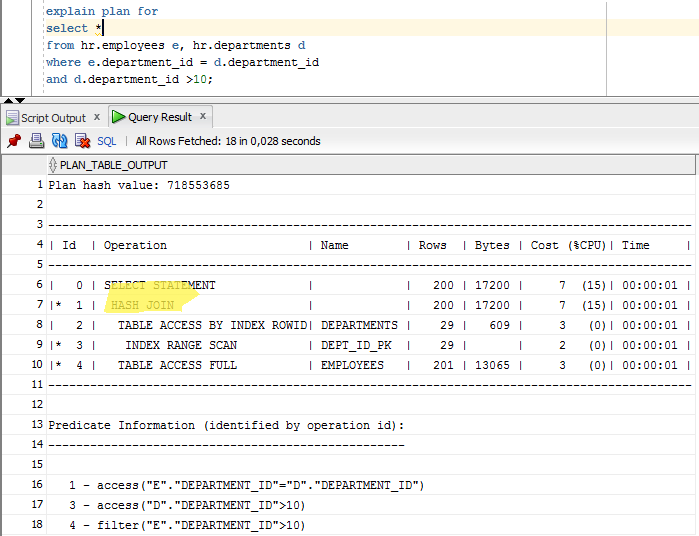 explain plan for
select *
from hr.employees e, hr.departments d
where e.department_id = d.department_id
and d.department_id >10;
Script Output x Query Result x
SQL | All Rows Fetched: 18 in 0,028 seconds
PLAN_TABLE_OUTPUT
1 Plan hash value: 718553685
2
3 --------------------------------------------------------------------------------------------
4 | Id | Operation | Name | Rows | Bytes | Cost (%CPU)| Time |
5 --------------------------------------------------------------------------------------------
6 | 0 | SELECT STATEMENT | | 200 | 17200 | 7 (15)| 00:00:01 |
7 |* 1 | HASH JOIN | | 200 | 17200 | 7 (15)| 00:00:01 |
8 | 2 | TABLE ACCESS BY INDEX ROWID| DEPARTMENTS | 29 | 609 | 3 (0)| 00:00:01 |
9 |* 3 | INDEX RANGE SCAN | DEPT_ID_PK | 29 | | 2 (0)| 00:00:01 |
10 |* 4 | TABLE ACCESS FULL | EMPLOYEES | 201 | 13065 | 3 (0)| 00:00:01 |
11 --------------------------------------------------------------------------------------------
12
13 Predicate Information (identified by operation id):
14 ---------------------------------------------------
15
16 1 - access("E"."DEPARTMENT_ID"="D"."DEPARTMENT_ID")
17 3 - access("D"."DEPARTMENT_ID">10)
18 4 - filter("E"."DEPARTMENT_ID">10)